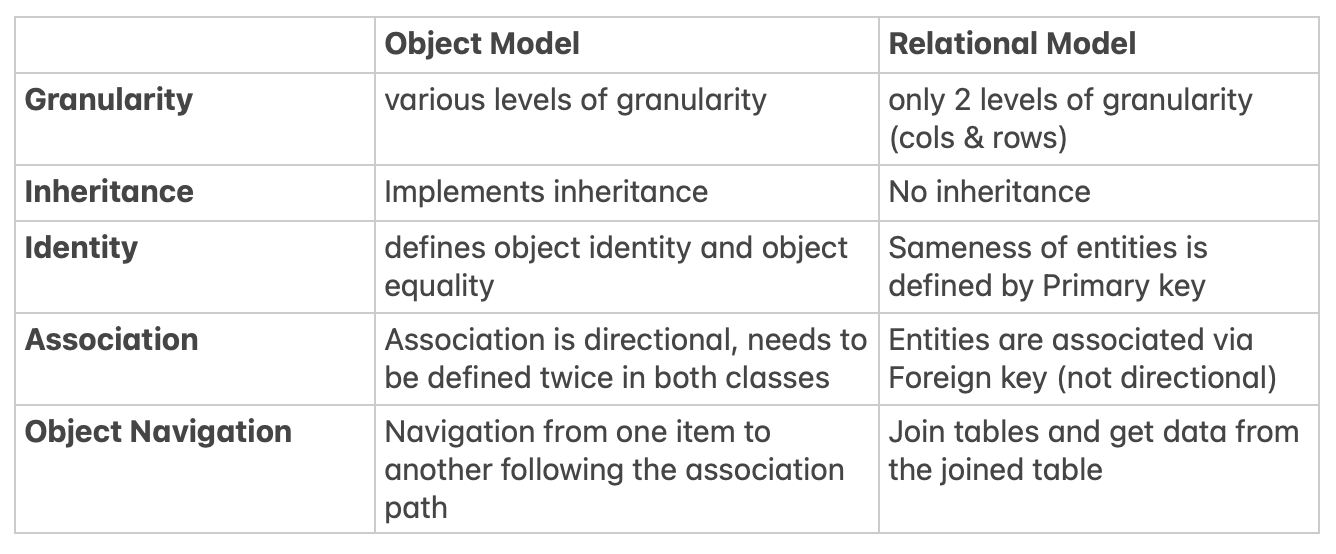 Object Model
Relational Model
Granularity
various levels of granularity
only 2 levels of granularity
(cols & rows)
Inheritance
Implements inheritance
No inheritance
Identity
defines object identity and object
equality
Sameness of entities is
defined by Primary key
Association
Association is directional, needs to
be defined twice in both classes
Entities are associated via
Foreign key (not directional)
Object Navigation
Navigation from one item to
another following the association
path
Join tables and get data from
the joined table